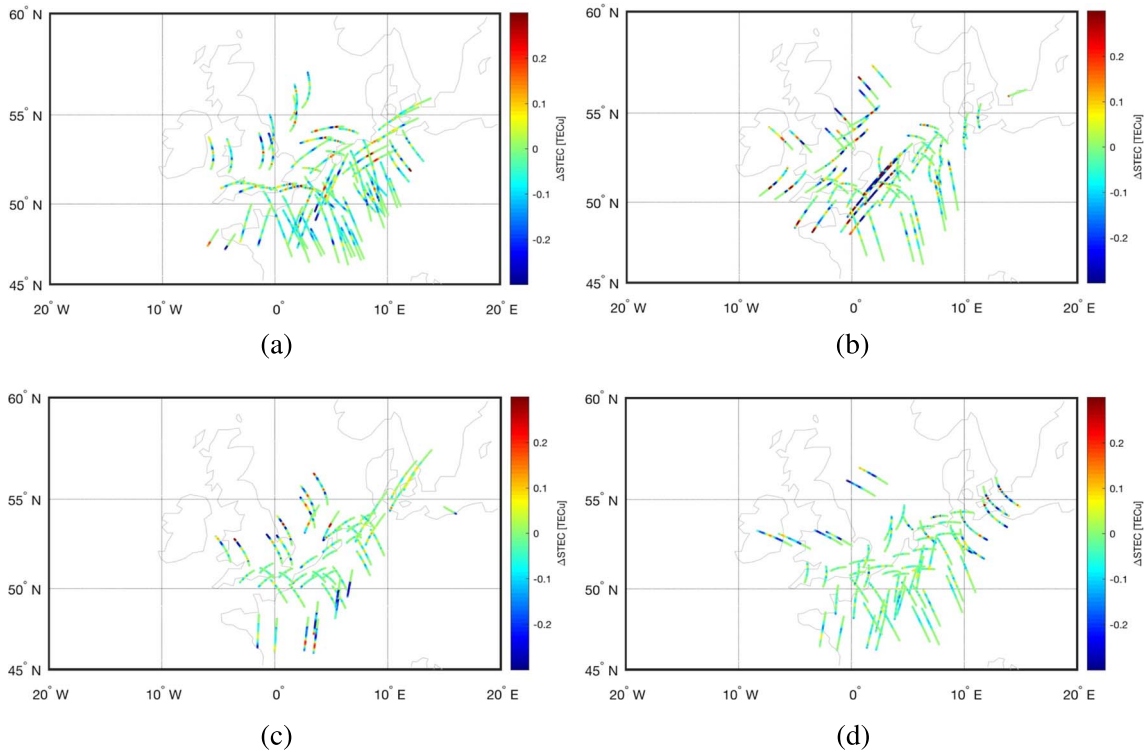 60° N
55° N
50° N
45° N
20° W
10° W
0°
10° E
20° E
0.2
0.1
0
-0.1
-0.2
ΔSTEC [TECu]
(a)
60° N
55° N
50° N
45° N
20° W
10° W
0°
10° E
20° E
0.2
0.1
0
-0.1
-0.2
ΔSTEC [TECu]
(b)
60° N
55° N
50° N
45° N
20° W
10° W
0°
10° E
20° E
0.2
0.1
0
-0.1
-0.2
ΔSTEC [TECu]
(c)
60° N
55° N
50° N
45° N
20° W
10° W
0°
10° E
20° E
0.2
0.1
0
-0.1
-0.2
ΔSTEC [TECu]
(d)